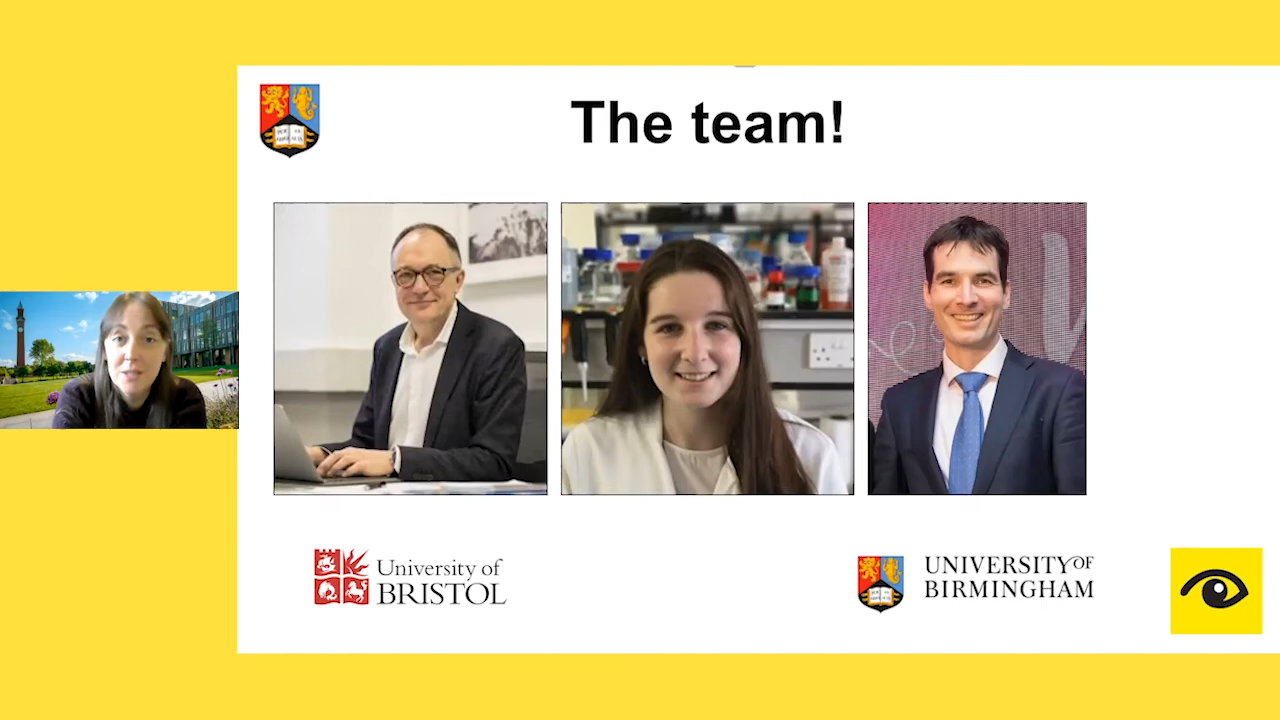 The team!
University of
BRISTOL
UNIVERSITY OF
BIRMINGHAM